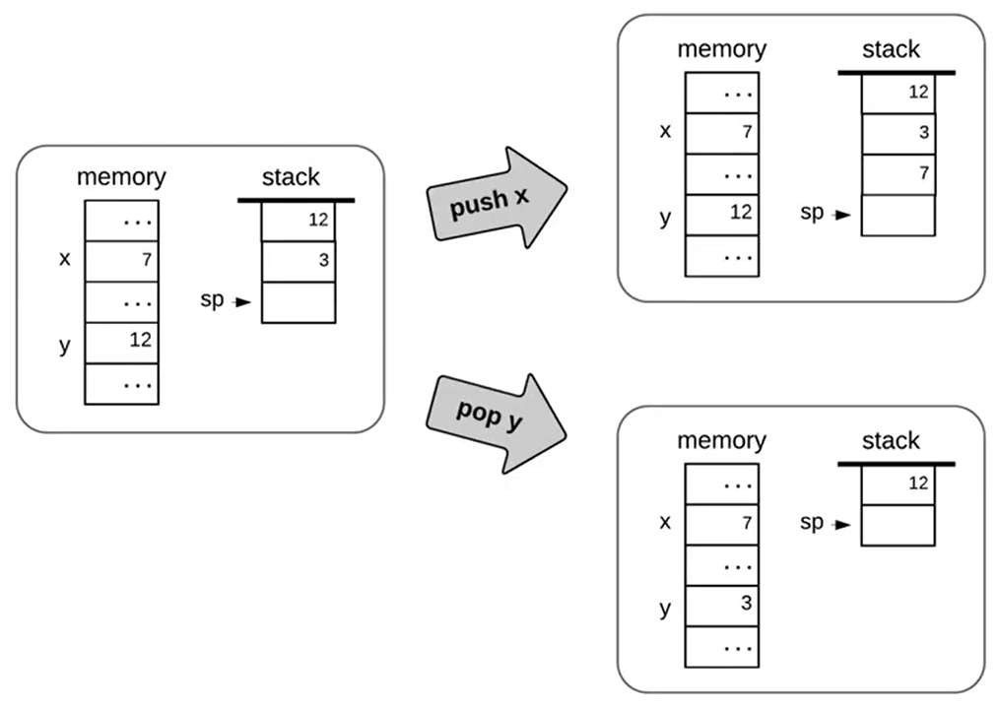 memory stack
... 12
x 7 3
... sp
y 12
...
push x
pop y
memory stack
... 12
x 7 3
... 7
y 12 sp
...
memory stack
... 12
x 7 sp
...
y 3
...